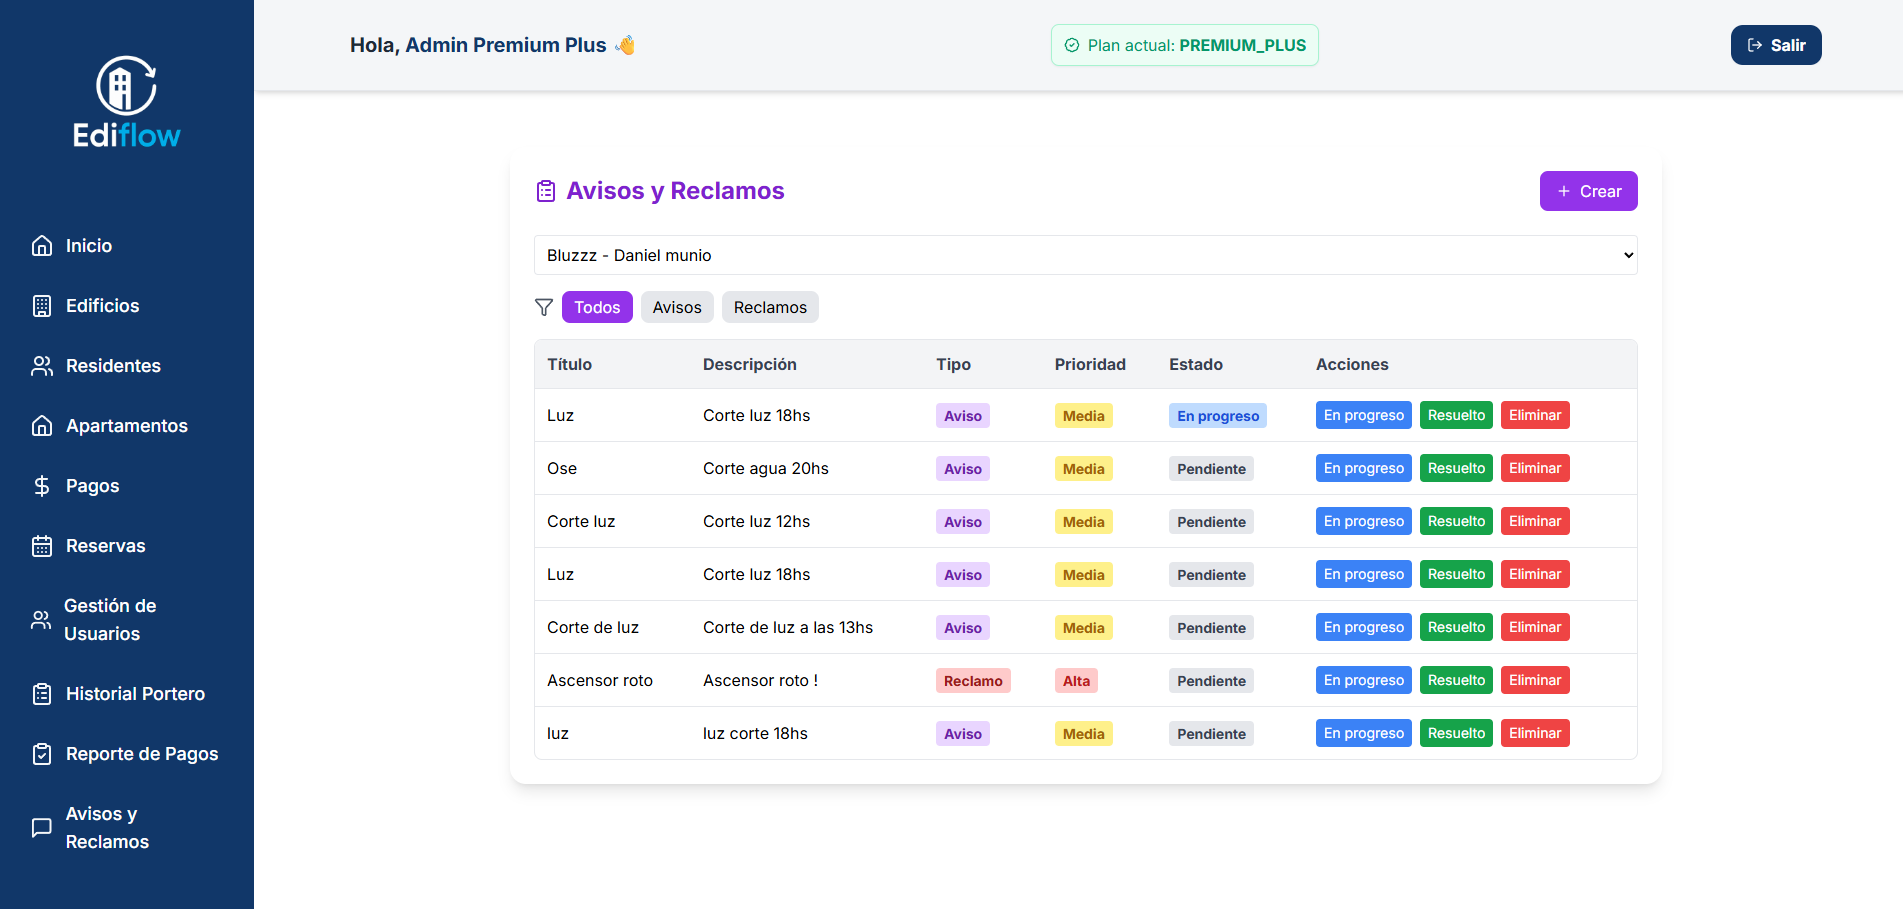 Ediflow
Hola, Admin Premium Plus 👋
Plan actual: PREMIUM_PLUS
Salir
Inicio
Edificios
Residentes
Apartamentos
Pagos
Reservas
Gestión de
Usuarios
Historial Portero
Reporte de Pagos
Avisos y
Reclamos
Avisos y Reclamos
+ Crear
Bluzzz - Daniel munio
Todos Avisos Reclamos
Título Descripción Tipo Prioridad Estado Acciones
Luz Corte luz 18hs Aviso Media En progreso En progreso Resuelto Eliminar
Ose Corte agua 20hs Aviso Media Pendiente En progreso Resuelto Eliminar
Corte luz Corte luz 12hs Aviso Media Pendiente En progreso Resuelto Eliminar
Luz Corte luz 18hs Aviso Media Pendiente En progreso Resuelto Eliminar
Corte de luz Corte de luz a las 13hs Aviso Media Pendiente En progreso Resuelto Eliminar
Ascensor roto Ascensor roto ! Reclamo Alta Pendiente En progreso Resuelto Eliminar
luz luz corte 18hs Aviso Media Pendiente En progreso Resuelto Eliminar